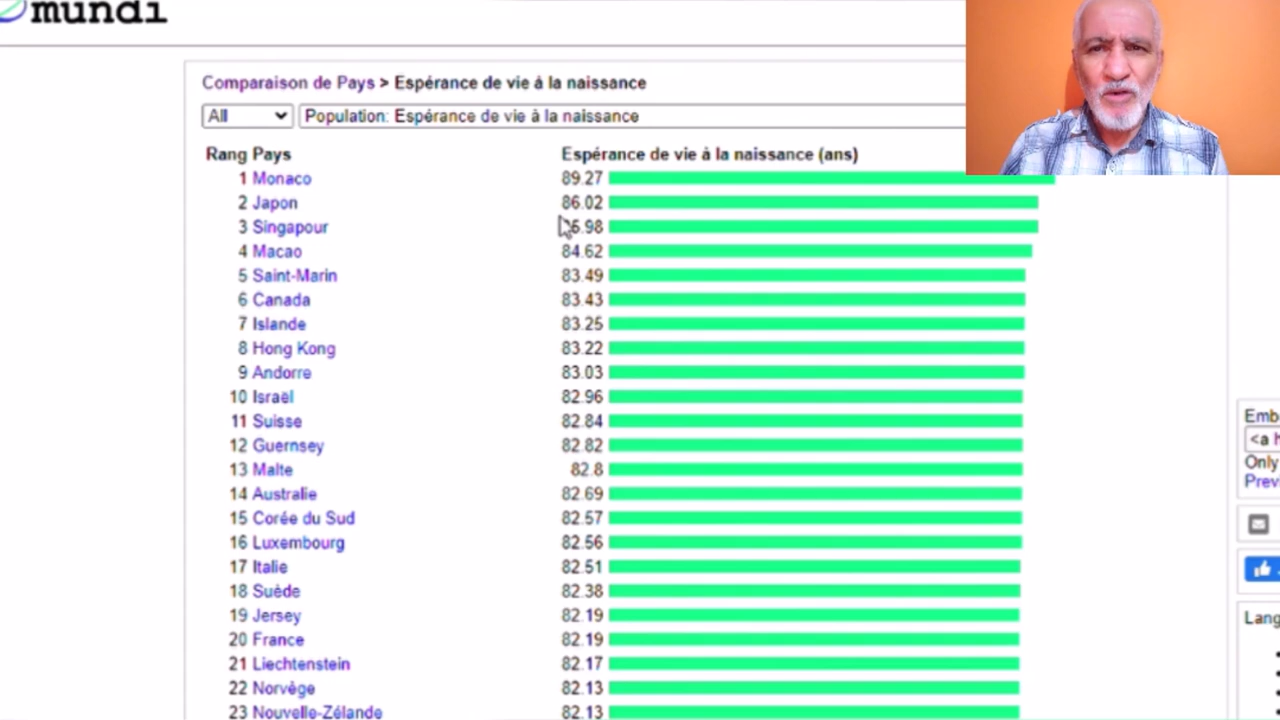 mundi
Comparaison de Pays > Espérance de vie á la naissance
All
Population: Espérance de vie à la naissance
Rang Pays Espérance de vie à la naissance (ans)
1 Monaco 89.27
2 Japon 86.02
3 Singapour 5.98
4 Macao 84.62
5 Saint-Marin 83.49
6 Canada 83.43
7 Islande 83.25
8 Hong Kong 83.22
9 Andorre 83.03
10 Israël 82.96
11 Suisse 82.84
12 Guernsey 82.82
13 Malte 82.8
14 Australie 82.69
15 Corée du Sud 82.57
16 Luxembourg 82.56
17 Italie 82.51
18 Suède 82.38
19 Jersey 82.19
20 France 82.19
21 Liechtenstein 82.17
22 Norvège 82.13
23 Nouvelle-Zélande 82.13
Emb
<a h
Only
Previ
Lang